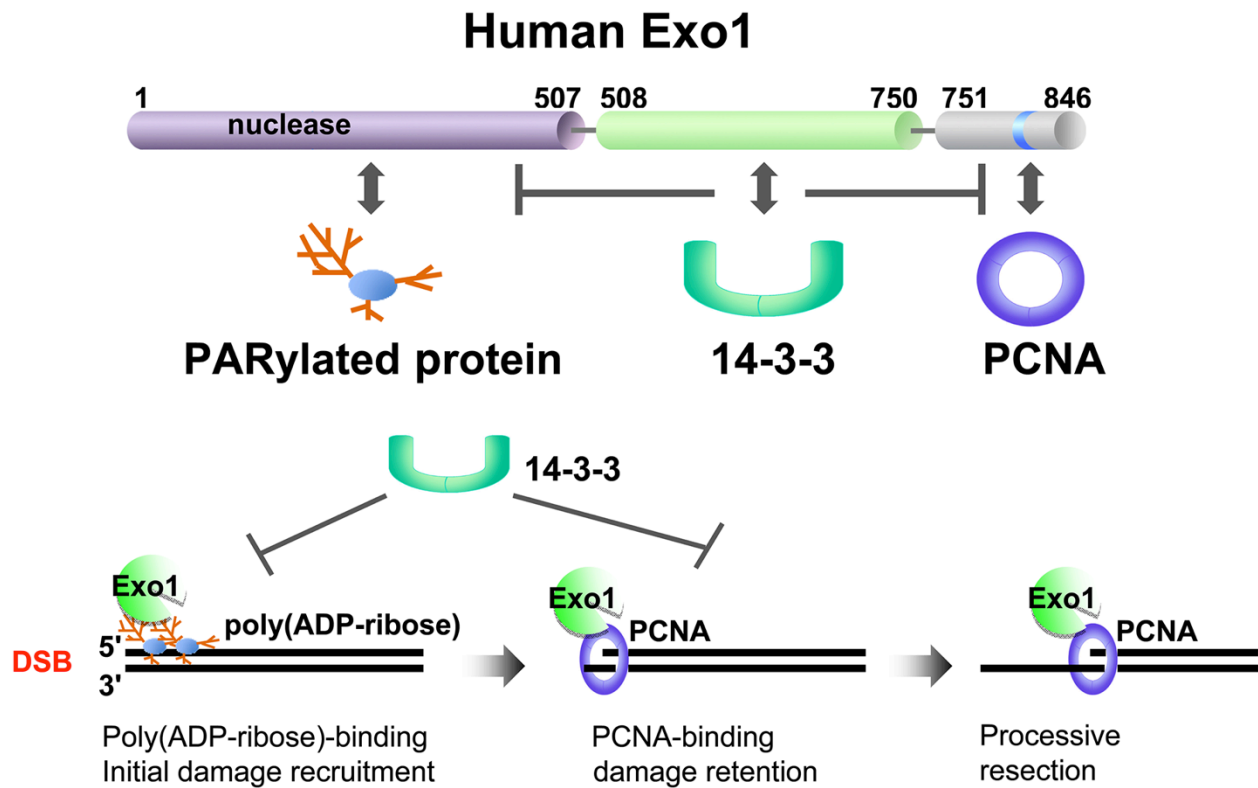 Human Exo1
1 507 508 750 751 846
nuclease
PARylated protein 14-3-3 PCNA
14-3-3
Exo1 Exo1 Exo1
poly(ADP-ribose) PCNA PCNA
5'
DSB
3'
Poly(ADP-ribose)-binding
Initial damage recruitment
PCNA-binding
damage retention
Processive
resection